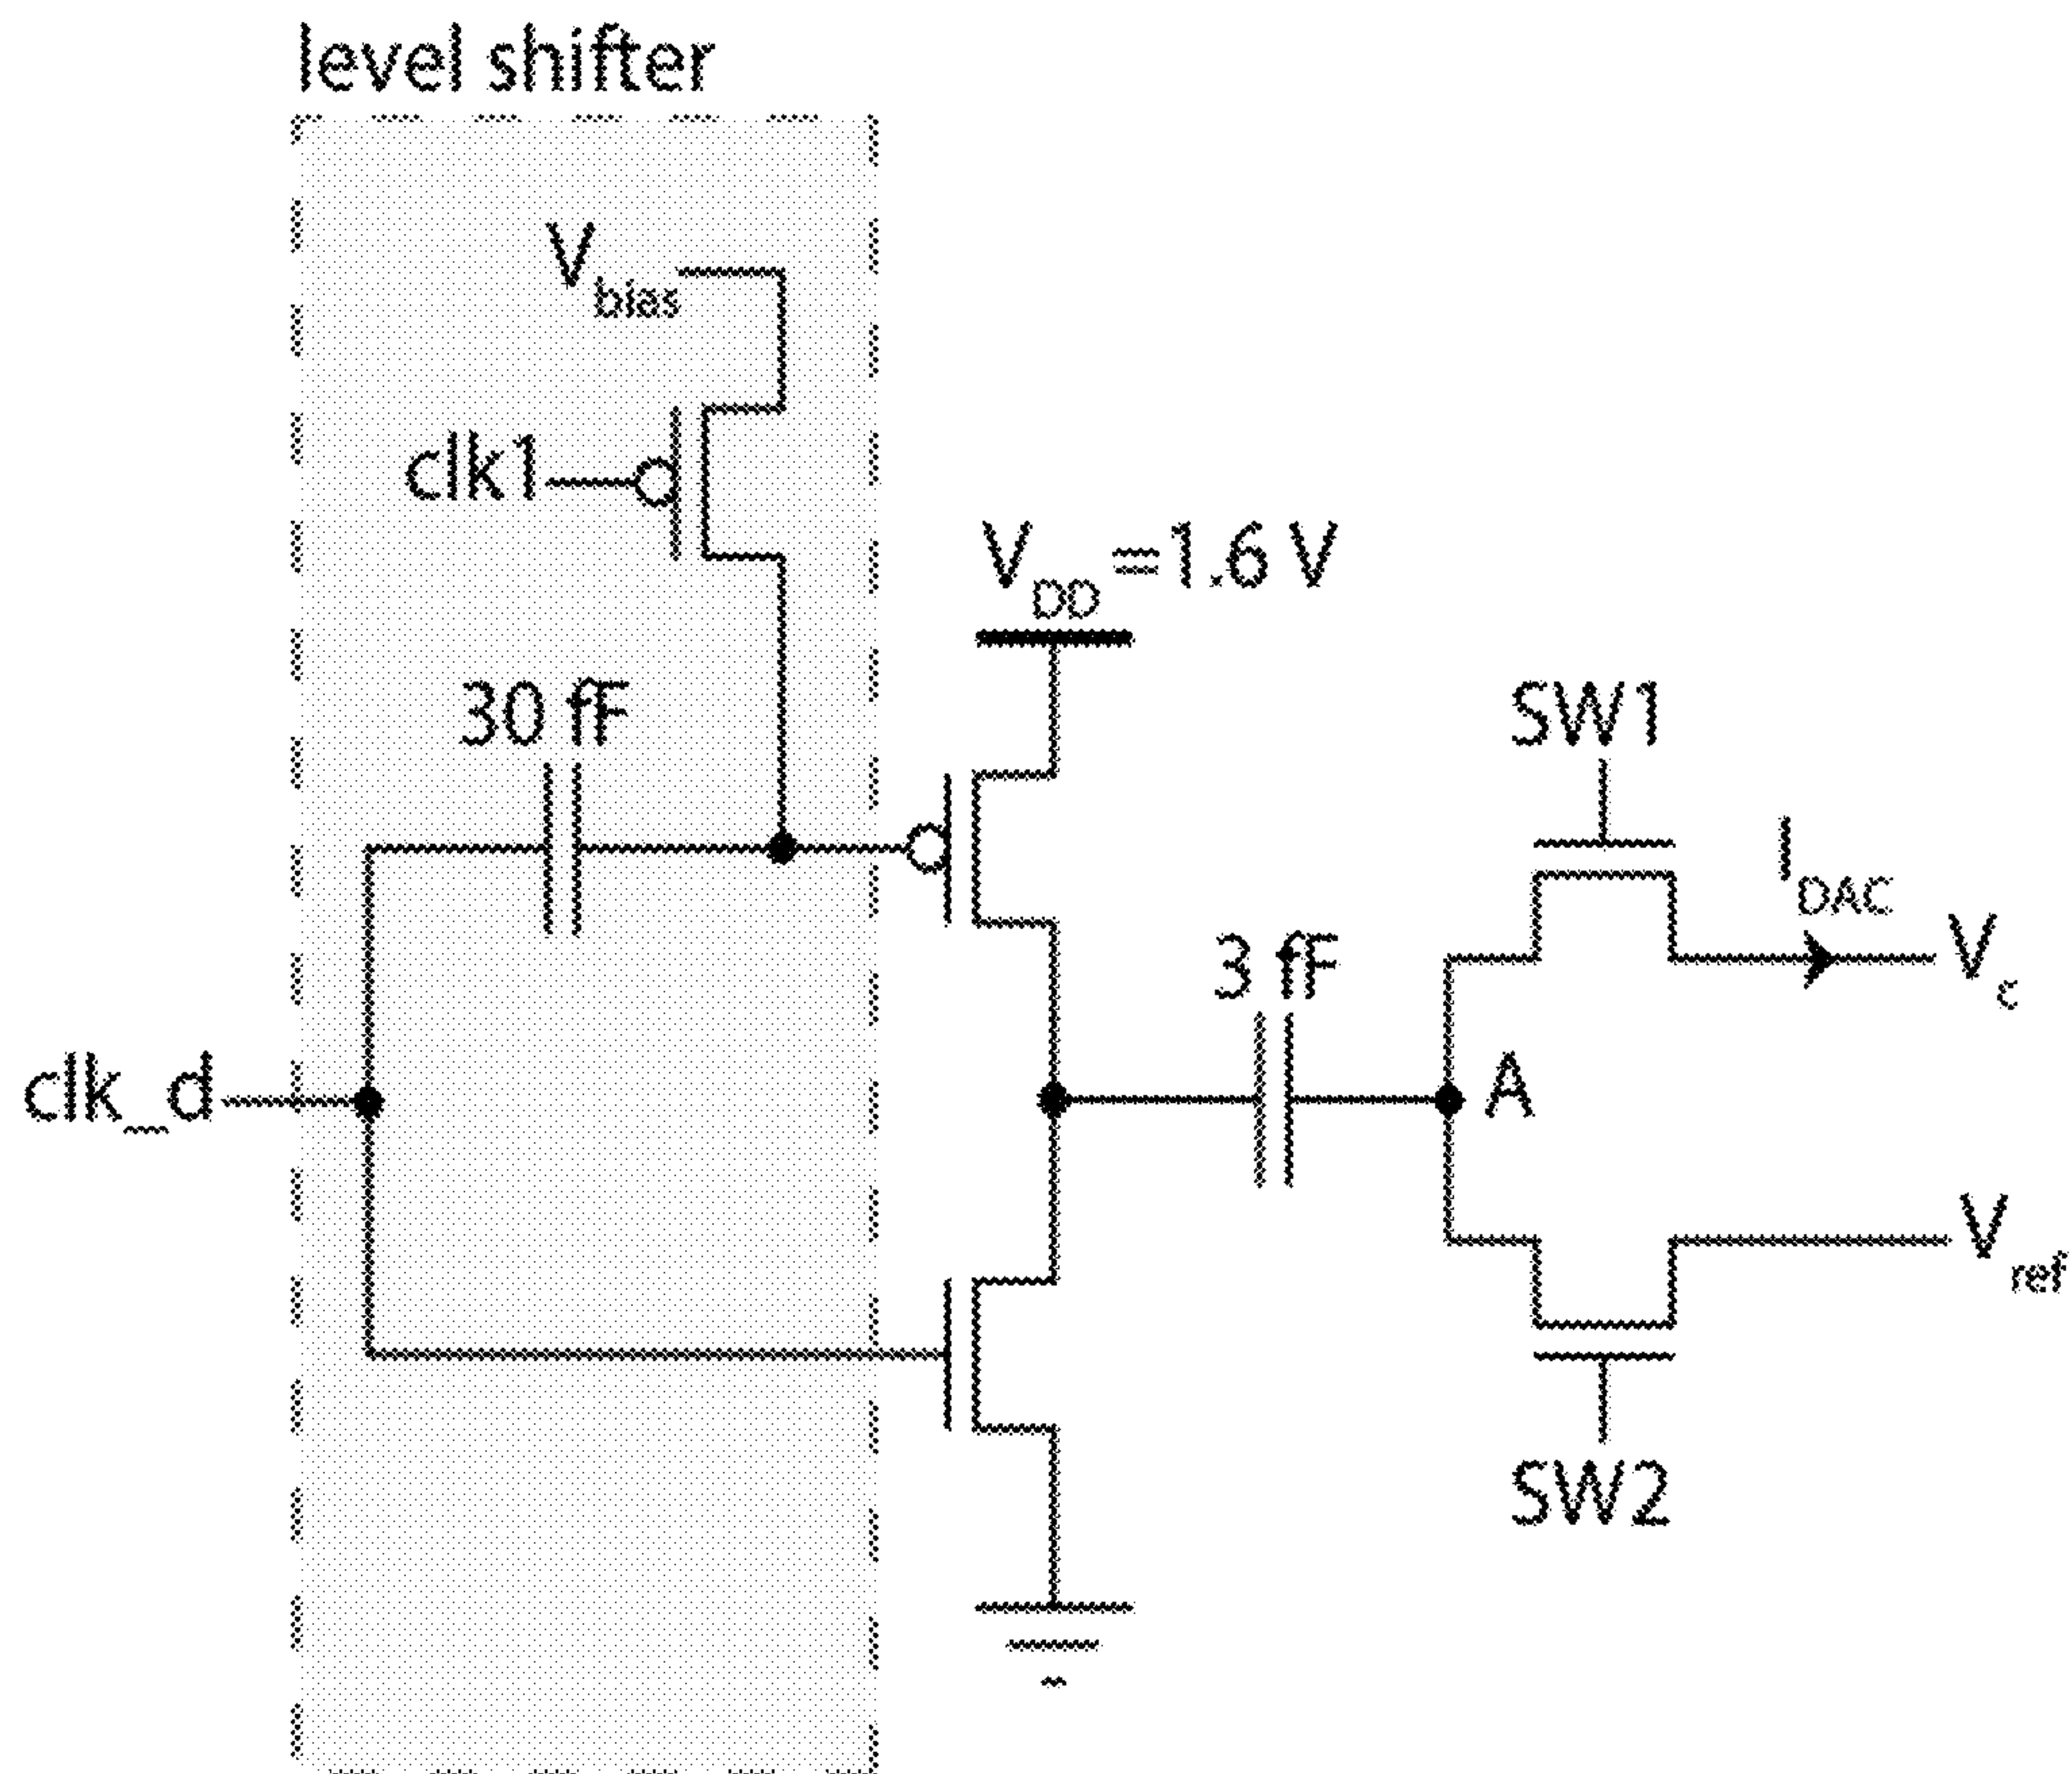 level shifter
Vbias
clk1
VDD=1.6 V
30 fF
SW1
IDAC
Vc
3 fF
A
clk_d
Vref
SW2